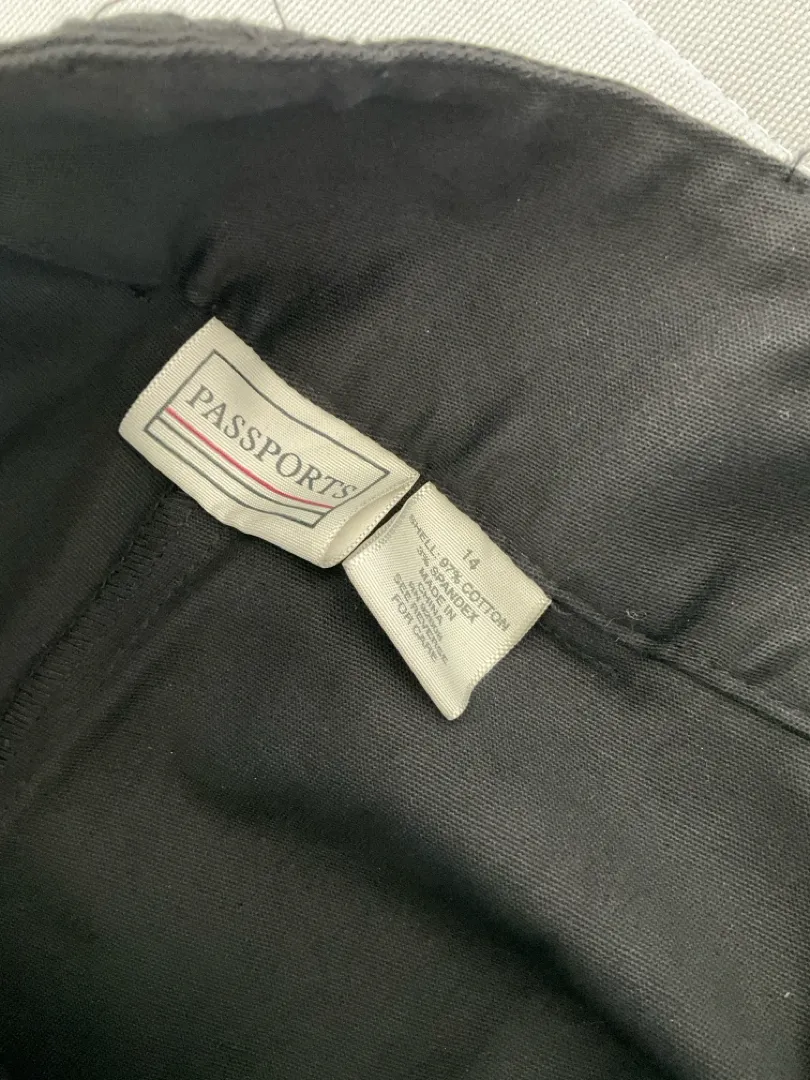 PASSPORTS
14
SHELL: 97% COTTON
3% SPANDEX
MADE IN
CHINA
SEE REVERSE
FOR CARE